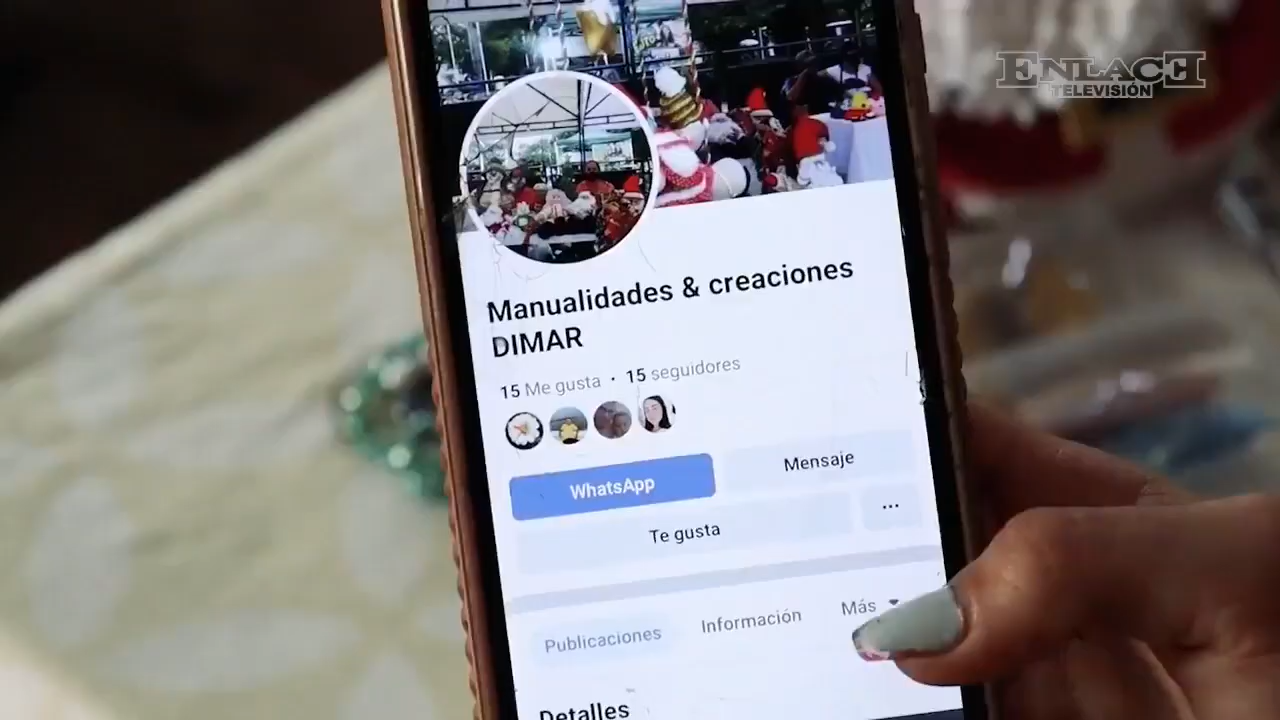 ENLACE
TELEVISIÓN
Manualidades & creaciones
DIMAR
15 Me gusta · 15 seguidores
WhatsApp
Mensaje
Te gusta
...
Publicaciones
Información
Más
Detalles